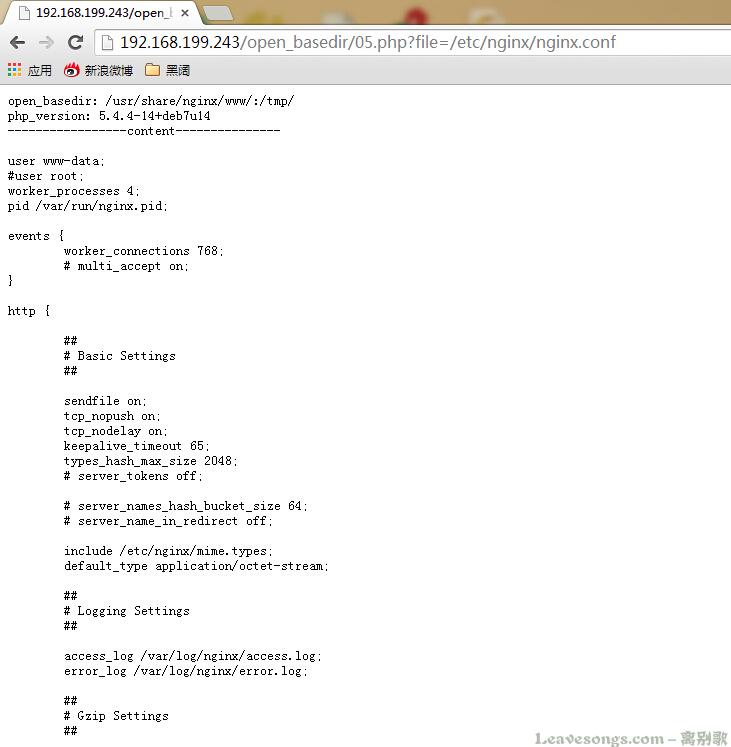 192.168.199.243/open_
192.168.199.243/open_basedir/05.php?file=/etc/nginx/nginx.conf
应用 新浪微博 黑阔
open_basedir: /usr/share/nginx/www/:/tmp/
php_version: 5.4.4-14+deb7u14
-----------------content---------------
user www-data;
#user root;
worker_processes 4;
pid /var/run/nginx.pid;
events {
worker_connections 768;
# multi_accept on;
}
http {
##
# Basic Settings
##
sendfile on;
tcp_nopush on;
tcp_nodelay on;
keepalive_timeout 65;
types_hash_max_size 2048;
# server_tokens off;
# server_names_hash_bucket_size 64;
# server_name_in_redirect off;
include /etc/nginx/mime.types;
default_type application/octet-stream;
##
# Logging Settings
##
access_log /var/log/nginx/access.log;
error_log /var/log/nginx/error.log;
##
# Gzip Settings
##
Leavesongs.com - 离别歌